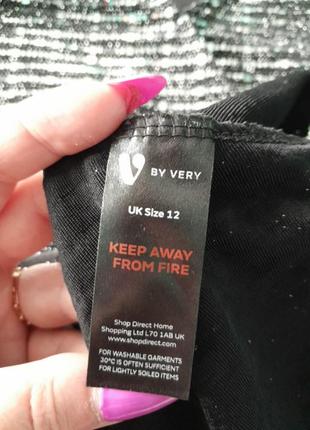 V BY VERY
UK Size 12
KEEP AWAY
FROM FIRE
Shop Direct Home
Shopping Ltd L70 1AB UK
www.shopdirect.com
FOR WASHABLE GARMENTS
30°C IS OFTEN SUFFICIENT
FOR LIGHTLY SOILED ITEMS